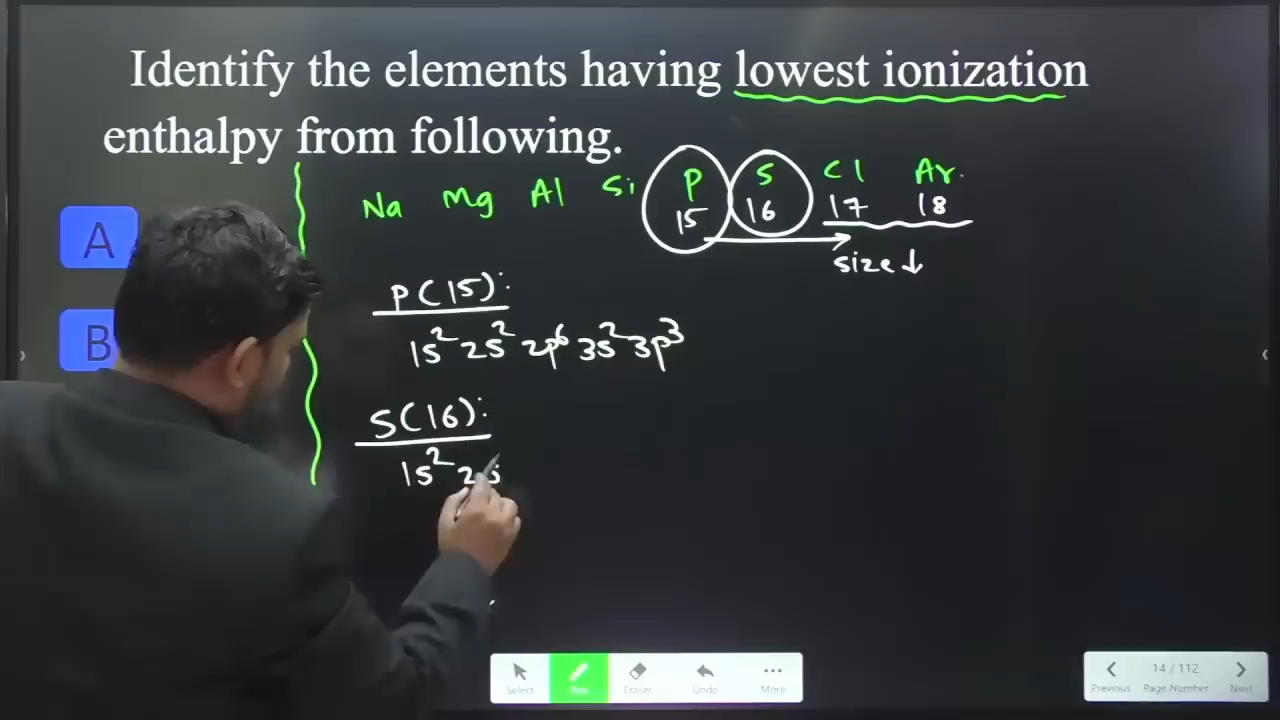 Identify the elements having lowest ionization
enthalpy from following.
Na Mg Al Si P S Cl Ar
15 16 17 18
size ↓
A
P(15):
1s² 2s² 2p⁶ 3s² 3p³
B
S(16):
1s² 2s
Select
Pen
Eraser
Undo
More
Previous
14 / 112
Page Number
Next